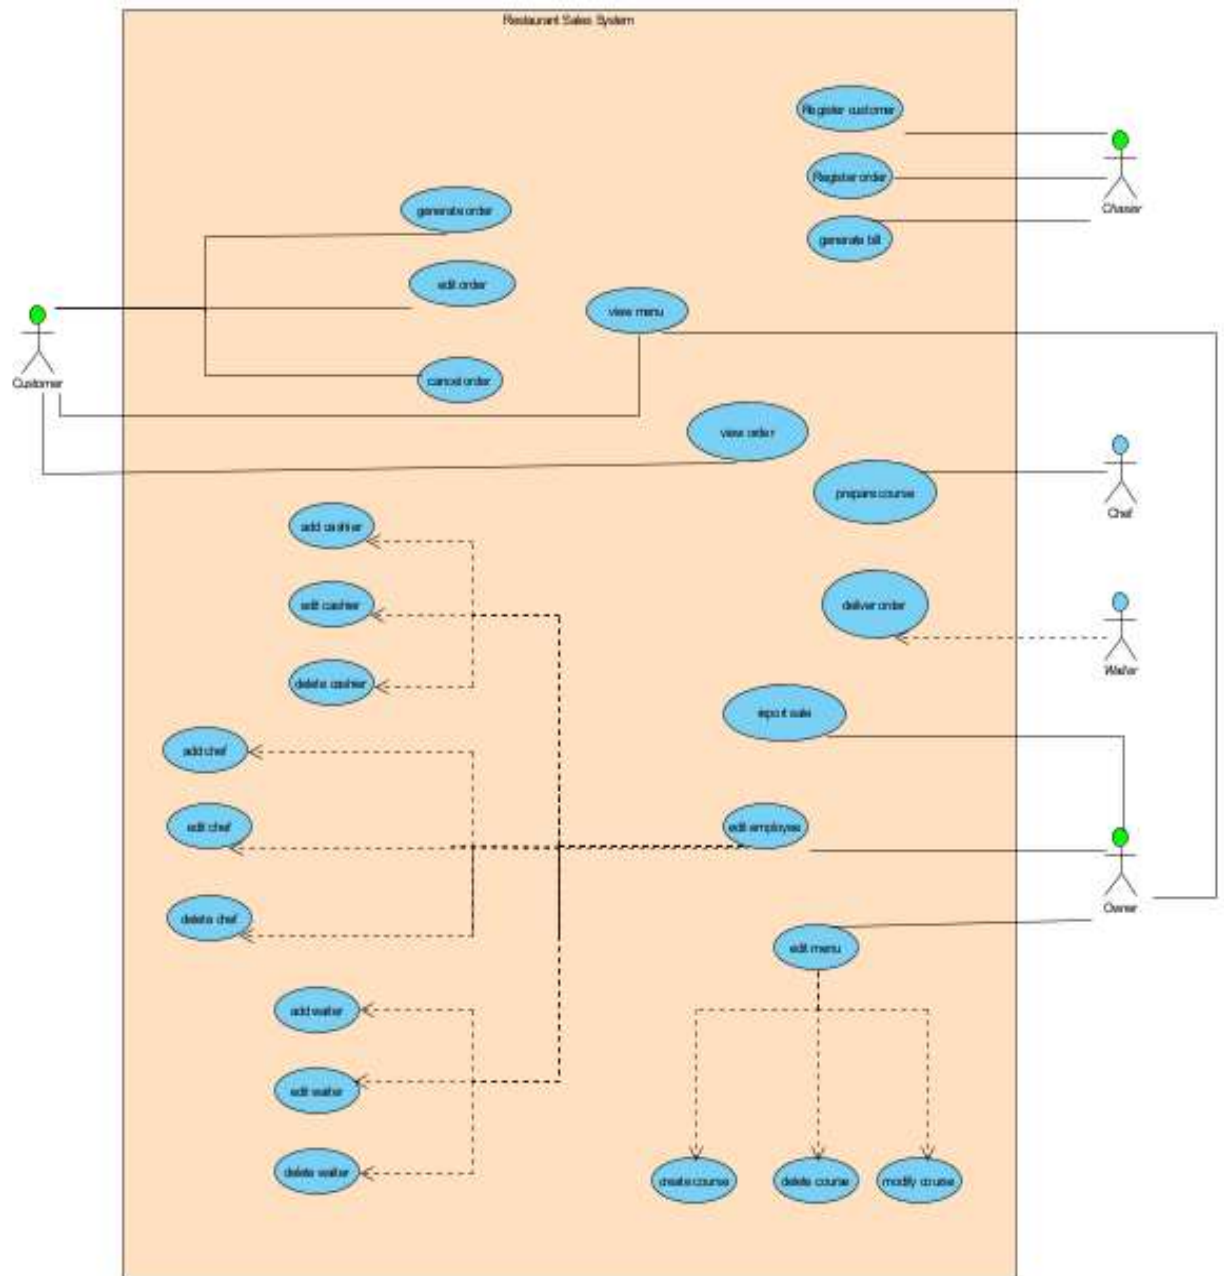 Restaurant Sales System
Register customer
Register order
Chasier
generate order
generate bill
edit order
view menu
Customer
cancel order
view order
prepare course
Chef
add cashier
edit cashier
deliver order
Waiter
delete cashier
report sale
add chef
edit chef
edit employee
delete chef
Owner
edit menu
add waiter
edit waiter
delete waiter
create course
delete course
modify course